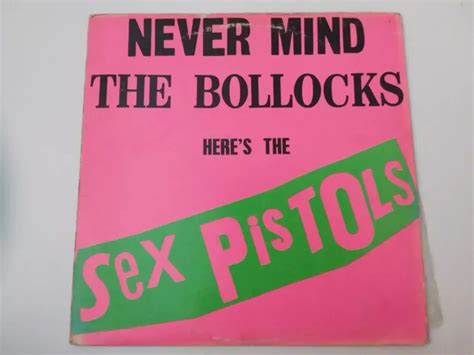 NEVER MIND
THE BOLLOCKS
HERE'S THE
Sex PisTOLs